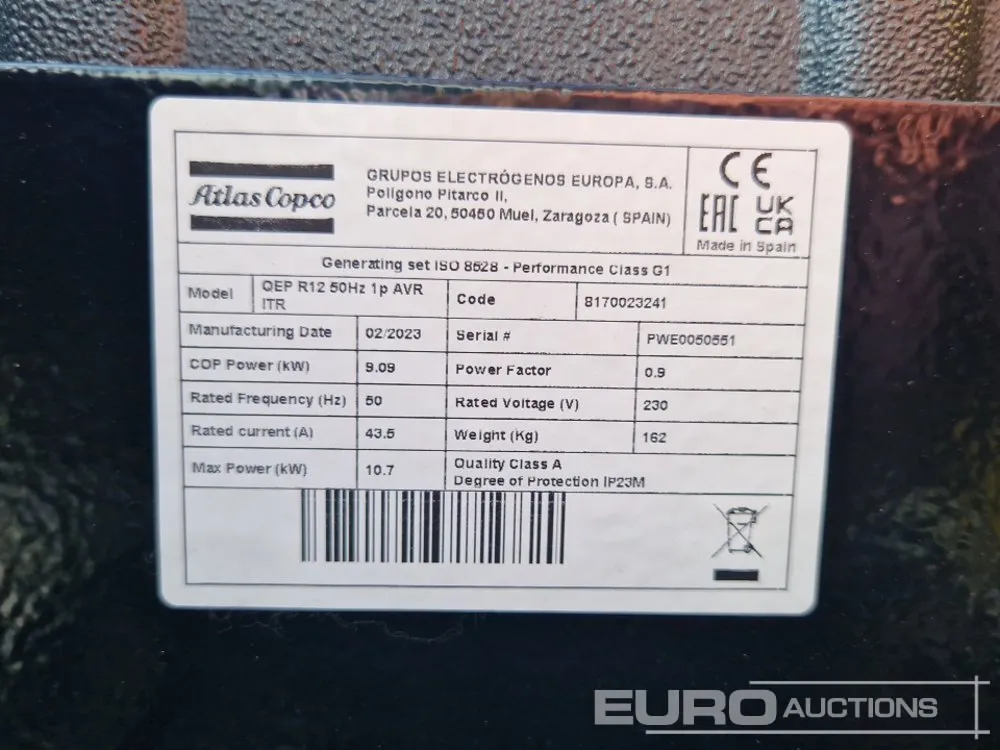 Atlas Copco
GRUPOS ELECTRÓGENOS EUROPA, S.A.
Polígono Pitarco II,
Parcela 20, 50450 Muel, Zaragoza ( SPAIN)
CE
EAC UK
CA
Made in Spain
Generating set ISO 8528 - Performance Class G1
Model QEP R12 50Hz 1p AVR
ITR
Code 8170023241
Manufacturing Date 02/2023 Serial # PWE0050551
COP Power (kW) 9.09 Power Factor 0.9
Rated Frequency (Hz) 50 Rated Voltage (V) 230
Rated current (A) 43.5 Weight (Kg) 162
Max Power (kW) 10.7 Quality Class A
Degree of Protection IP23M
EURO AUCTIONS